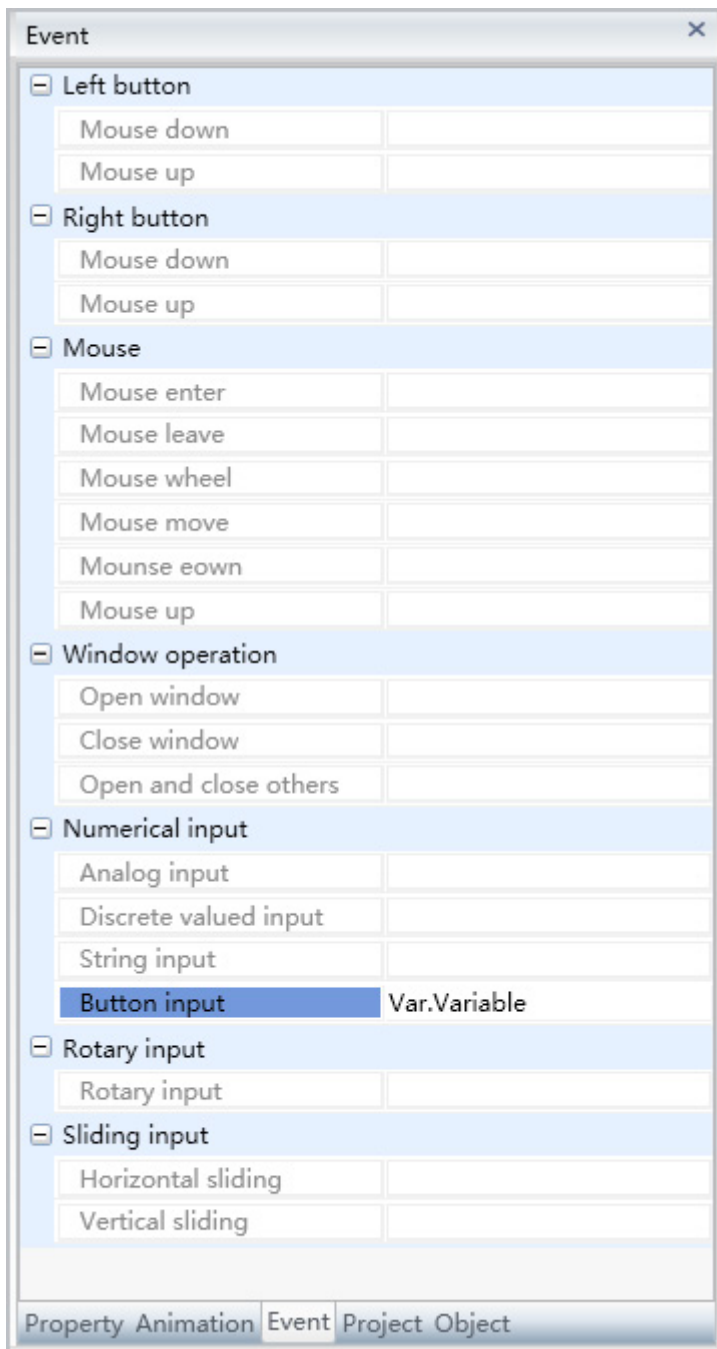 Event
Left button
Mouse down
Mouse up
Right button
Mouse down
Mouse up
Mouse
Mouse enter
Mouse leave
Mouse wheel
Mouse move
Mounse eown
Mouse up
Window operation
Open window
Close window
Open and close others
Numerical input
Analog input
Discrete valued input
String input
Button input Var.Variable
Rotary input
Rotary input
Sliding input
Horizontal sliding
Vertical sliding
Property Animation Event Project Object